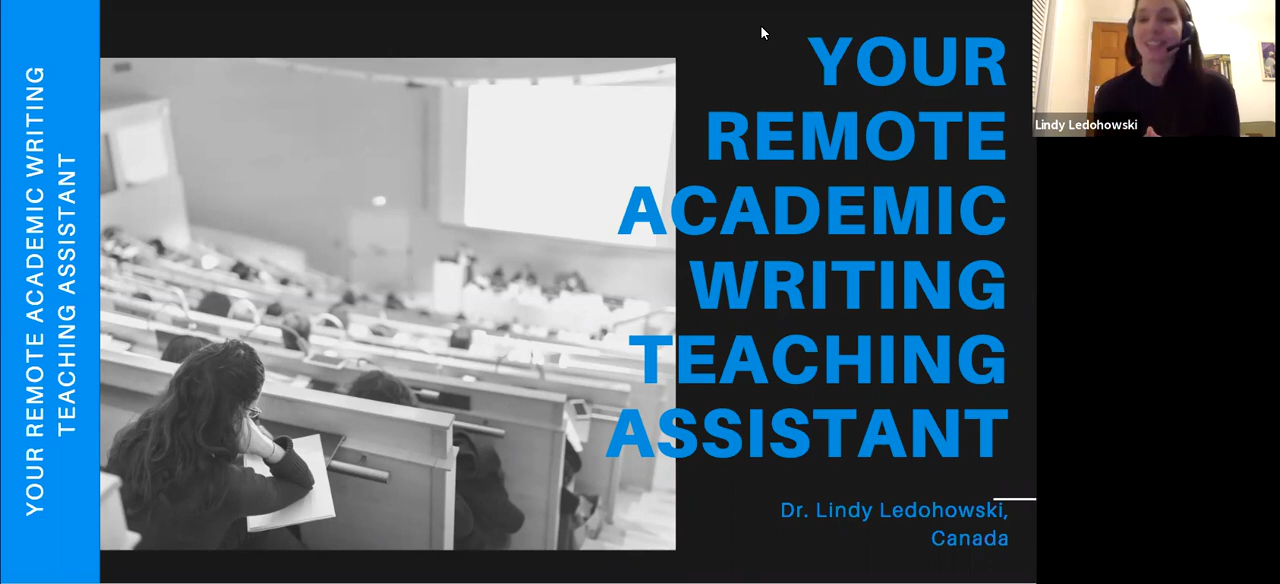 YOUR REMOTE ACADEMIC WRITING
TEACHING ASSISTANT
YOUR
REMOTE
ACADEMIC
WRITING
TEACHING
ASSISTANT
Dr. Lindy Ledohowski,
Canada
Lindy Ledohowski